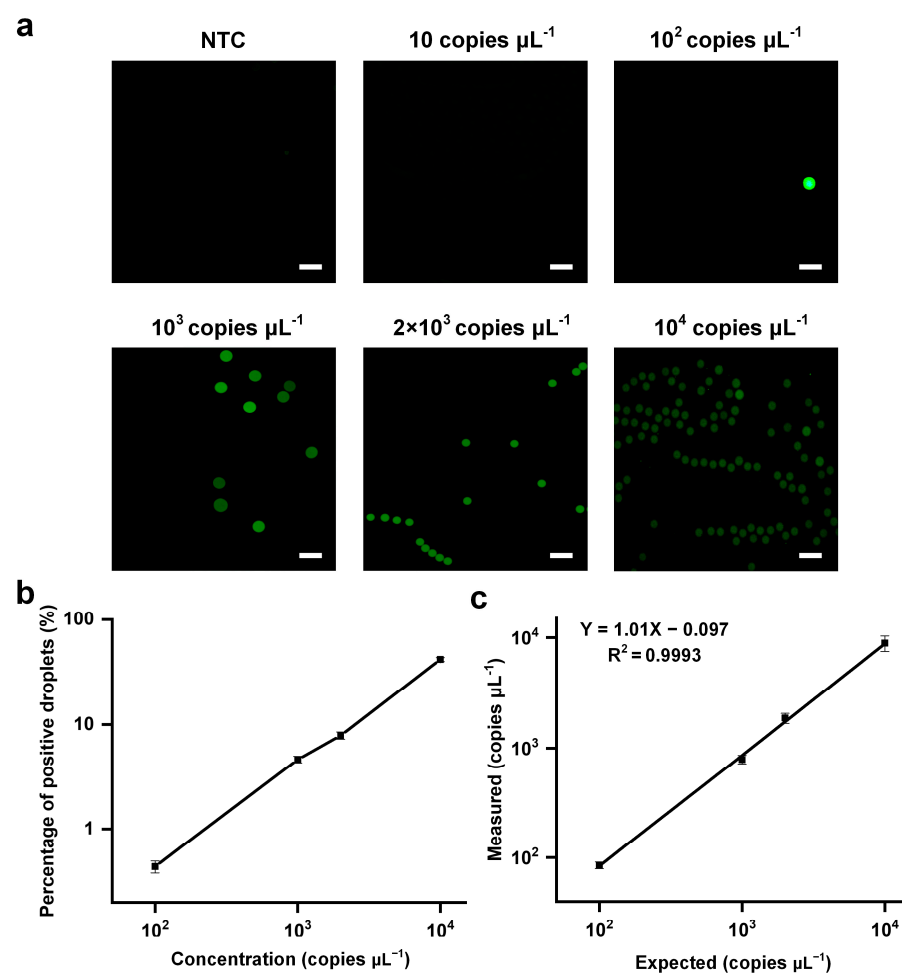 a
NTC
10 copies µL⁻¹
10² copies µL⁻¹
10³ copies µL⁻¹
2×10³ copies µL⁻¹
10⁴ copies µL⁻¹
b
Percentage of positive droplets (%)
100
10
1
10²
10³
10⁴
Concentration (copies µL⁻¹)
c
Y = 1.01X − 0.097
R² = 0.9993
Measured (copies µL⁻¹)
10⁴
10³
10²
10²
10³
10⁴
Expected (copies µL⁻¹)